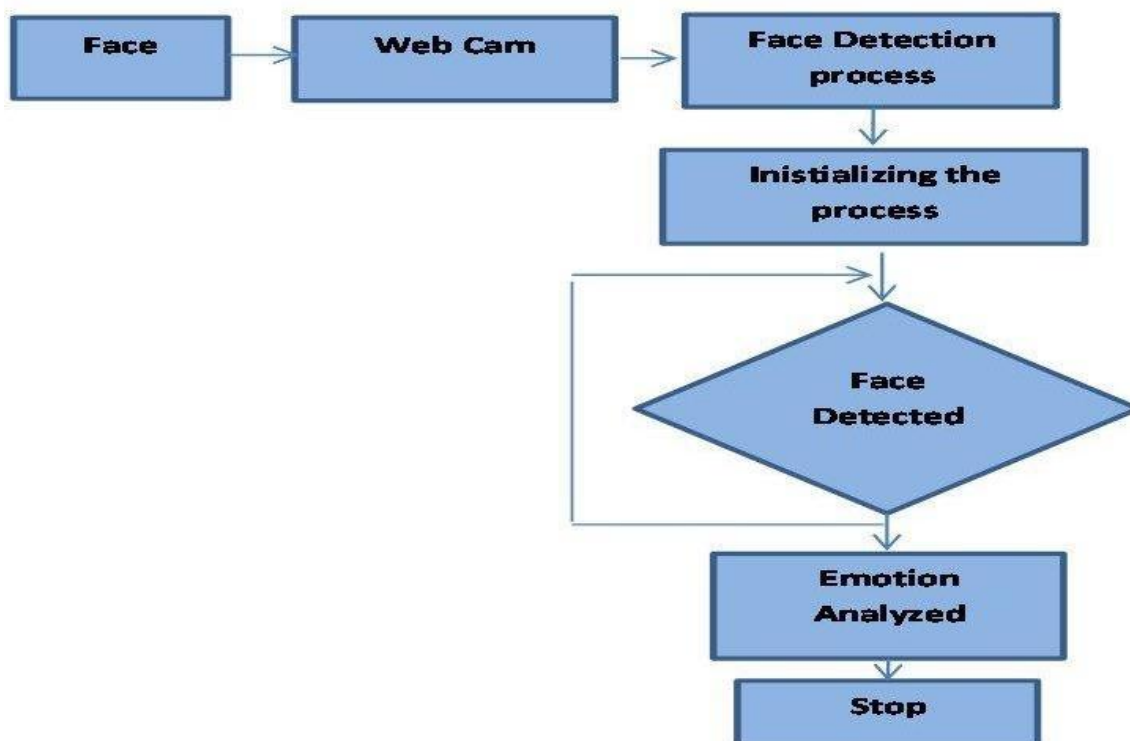 Face
Web Cam
Face Detection
process
Inistializing the
process
Face
Detected
Emotion
Analyzed
Stop